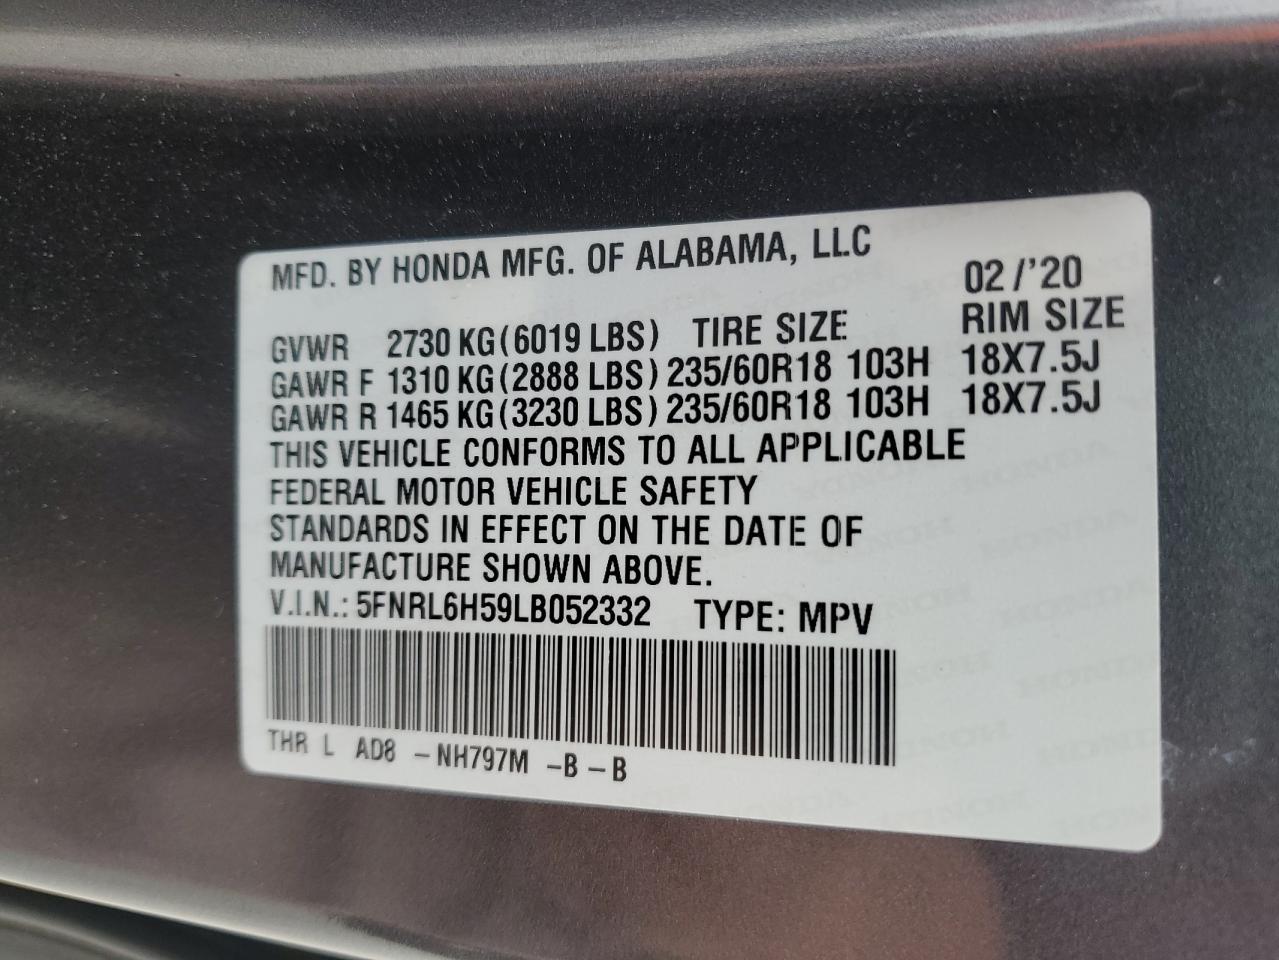 MFD. BY HONDA MFG. OF ALABAMA, LLC
02/'20
GVWR 2730 KG(6019 LBS) TIRE SIZE RIM SIZE
GAWR F 1310 KG(2888 LBS) 235/60R18 103H 18X7.5J
GAWR R 1465 KG(3230 LBS) 235/60R18 103H 18X7.5J
THIS VEHICLE CONFORMS TO ALL APPLICABLE
FEDERAL MOTOR VEHICLE SAFETY
STANDARDS IN EFFECT ON THE DATE OF
MANUFACTURE SHOWN ABOVE.
V.I.N.: 5FNRL6H59LB052332 TYPE: MPV
THR L AD8 -NH797M -B -B